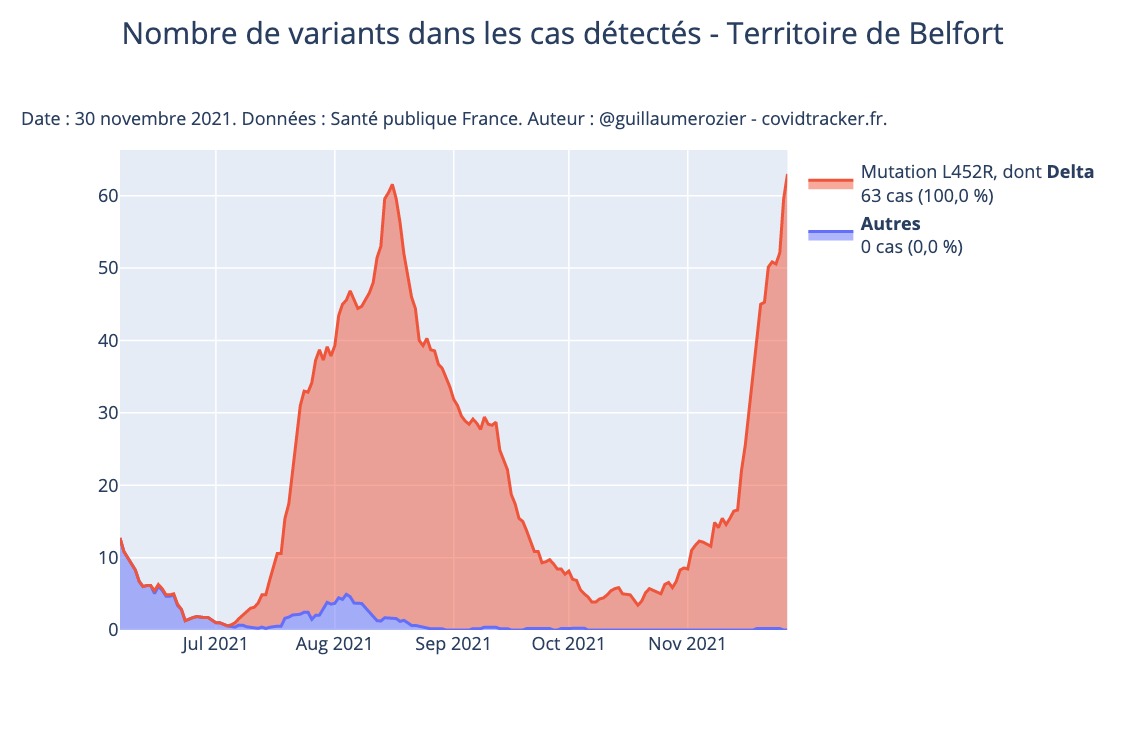 Nombre de variants dans les cas détectés - Territoire de Belfort
Date : 30 novembre 2021. Données : Santé publique France. Auteur : @guillaumerozier - covidtracker.fr.
Mutation L452R, dont Delta
63 cas (100,0 %)
Autres
0 cas (0,0 %)
60
50
40
30
20
10
0
Jul 2021 Aug 2021 Sep 2021 Oct 2021 Nov 2021